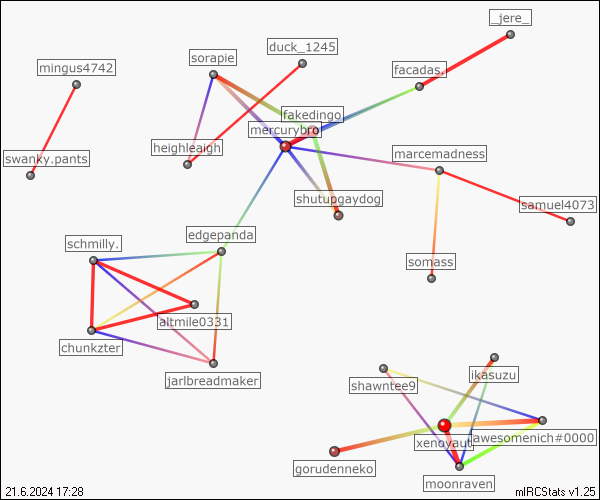 _jere_
duck_1245
sorapie
mingus4742
facadas.
fakedingo.
mercurybro
heighleaigh
marcemadness
swanky.pants
shutupgaydog
samuel4073
edgepanda
schmilly.
somass
altmile0331
chunkzter
ikasuzu
jarlbreadmaker
shawntee9
xenoyaut
awesomenich#0000
gorudenneko
moonraven
21.6.2024 17:28
mIRCStats v1.25